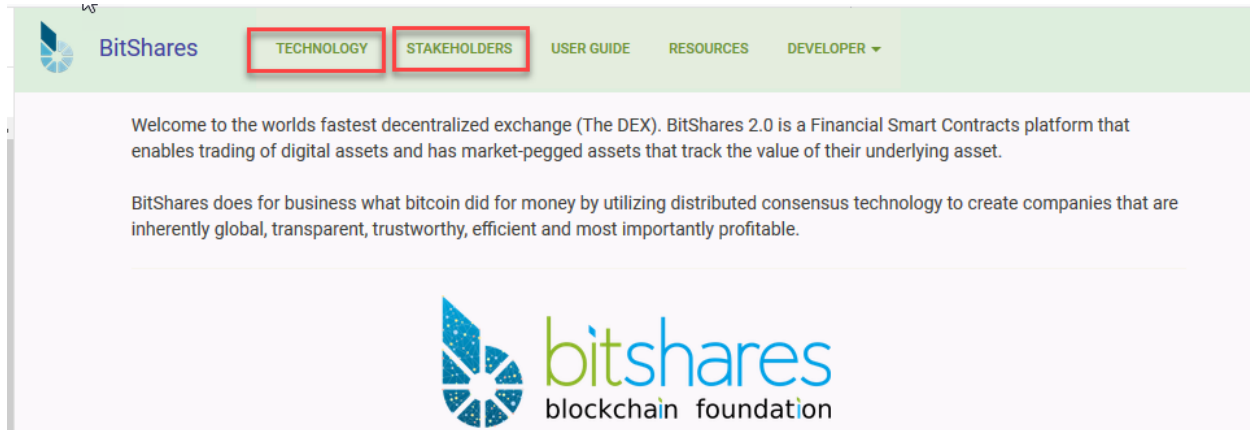 BitShares TECHNOLOGY STAKEHOLDERS USER GUIDE RESOURCES DEVELOPER
Welcome to the worlds fastest decentralized exchange (The DEX). BitShares 2.0 is a Financial Smart Contracts platform that
enables trading of digital assets and has market-pegged assets that track the value of their underlying asset.
BitShares does for business what bitcoin did for money by utilizing distributed consensus technology to create companies that are
inherently global, transparent, trustworthy, efficient and most importantly profitable.
bitshares
blockchain foundation